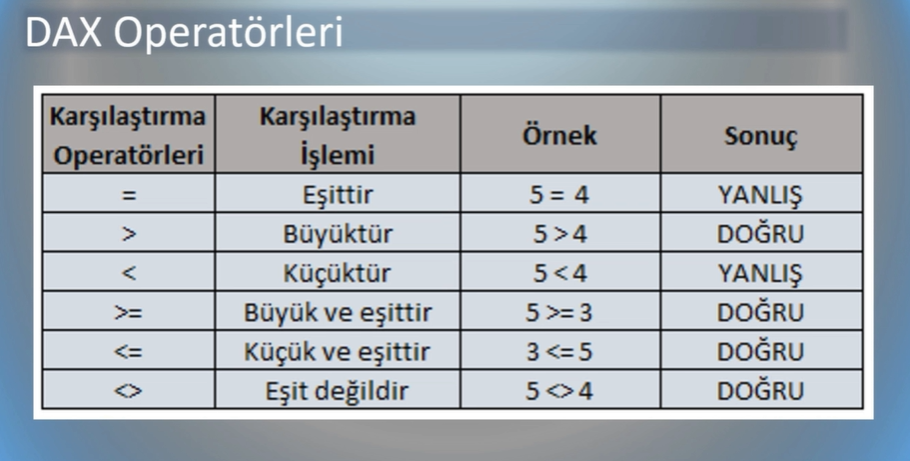 DAX Operatörleri
Karşılaştırma Operatörleri Karşılaştırma İşlemi Örnek Sonuç
= Eşittir 5 = 4 YANLIŞ
> Büyüktür 5 > 4 DOĞRU
< Küçüktür 5 < 4 YANLIŞ
>= Büyük ve eşittir 5 >= 3 DOĞRU
<= Küçük ve eşittir 3 <= 5 DOĞRU
<> Eşit değildir 5 <> 4 DOĞRU